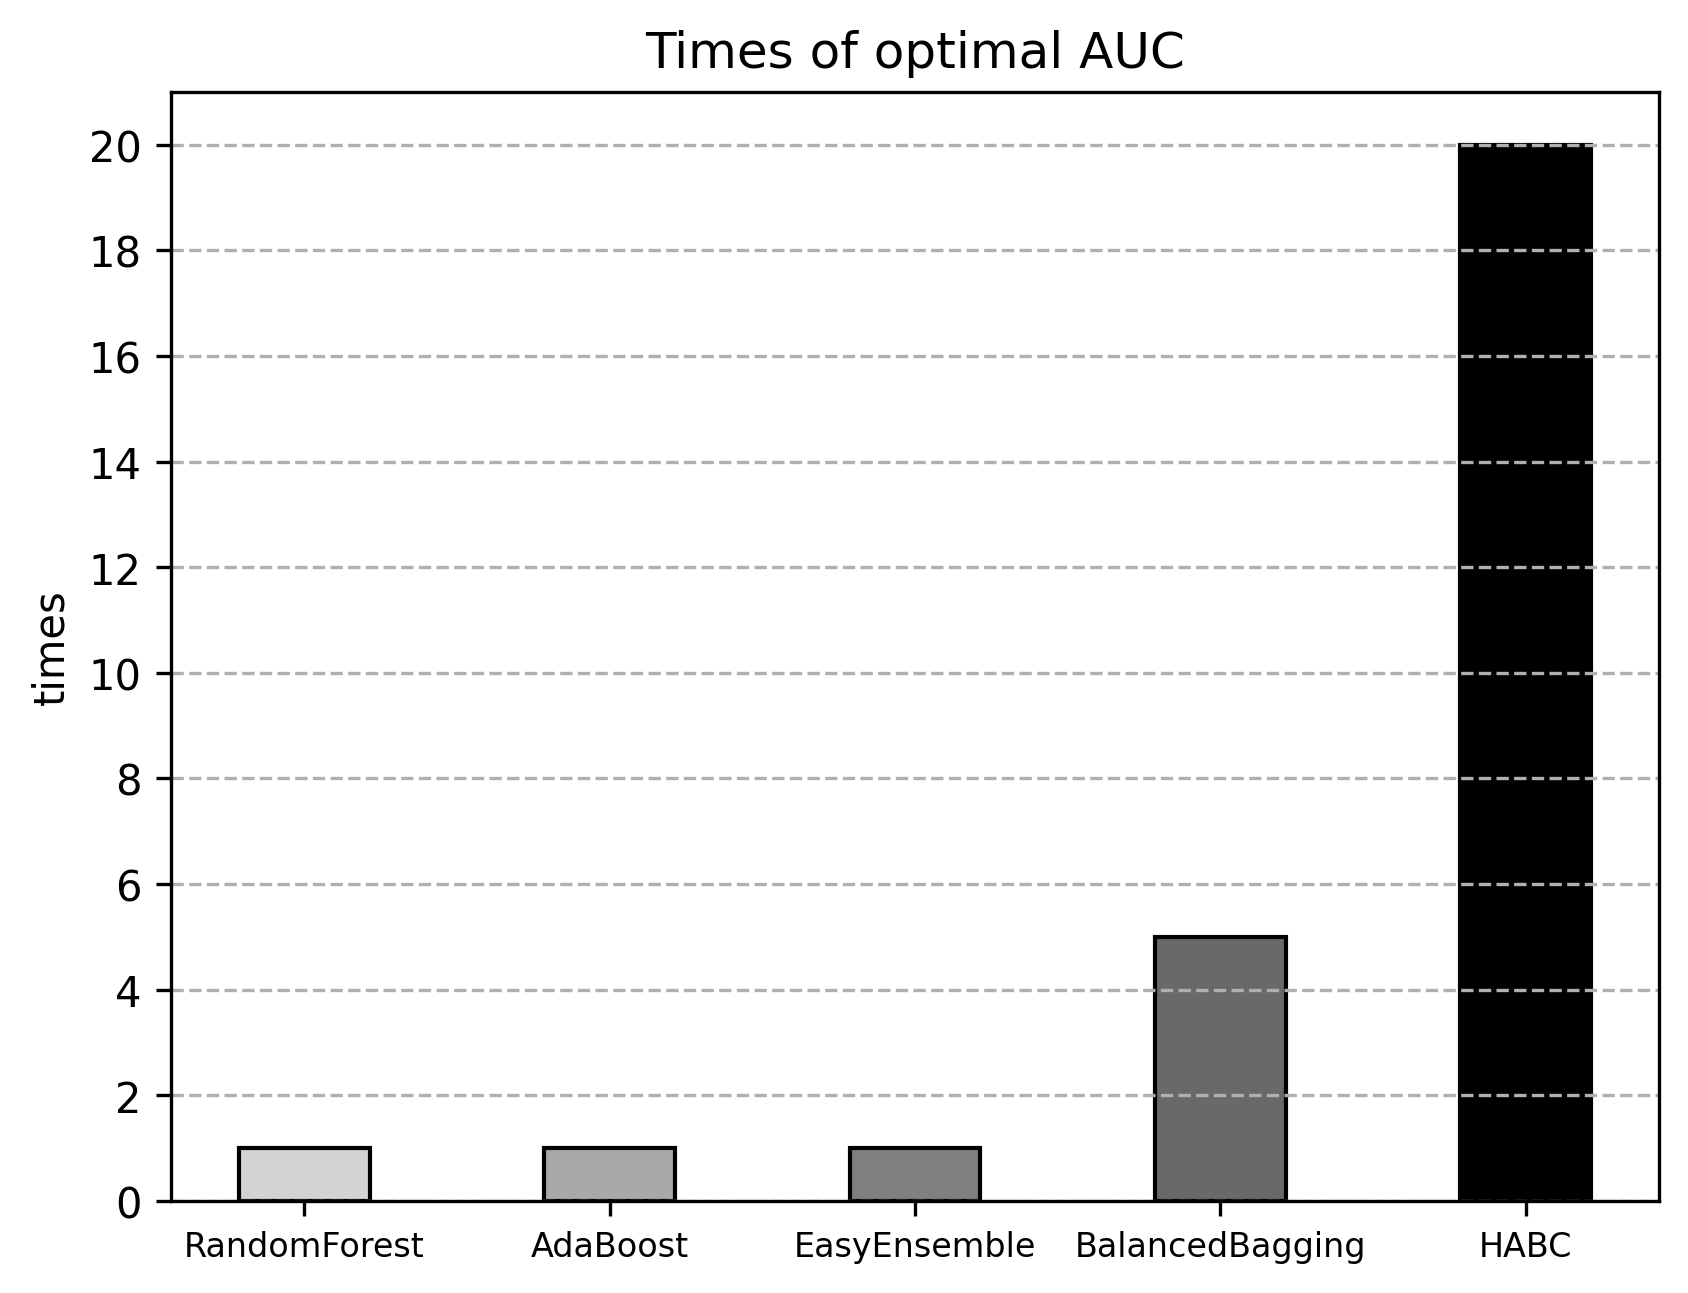 Times of optimal AUC
20
18
16
14
12
10
8
6
4
2
0
times
RandomForest
AdaBoost
EasyEnsemble
BalancedBagging
HABC